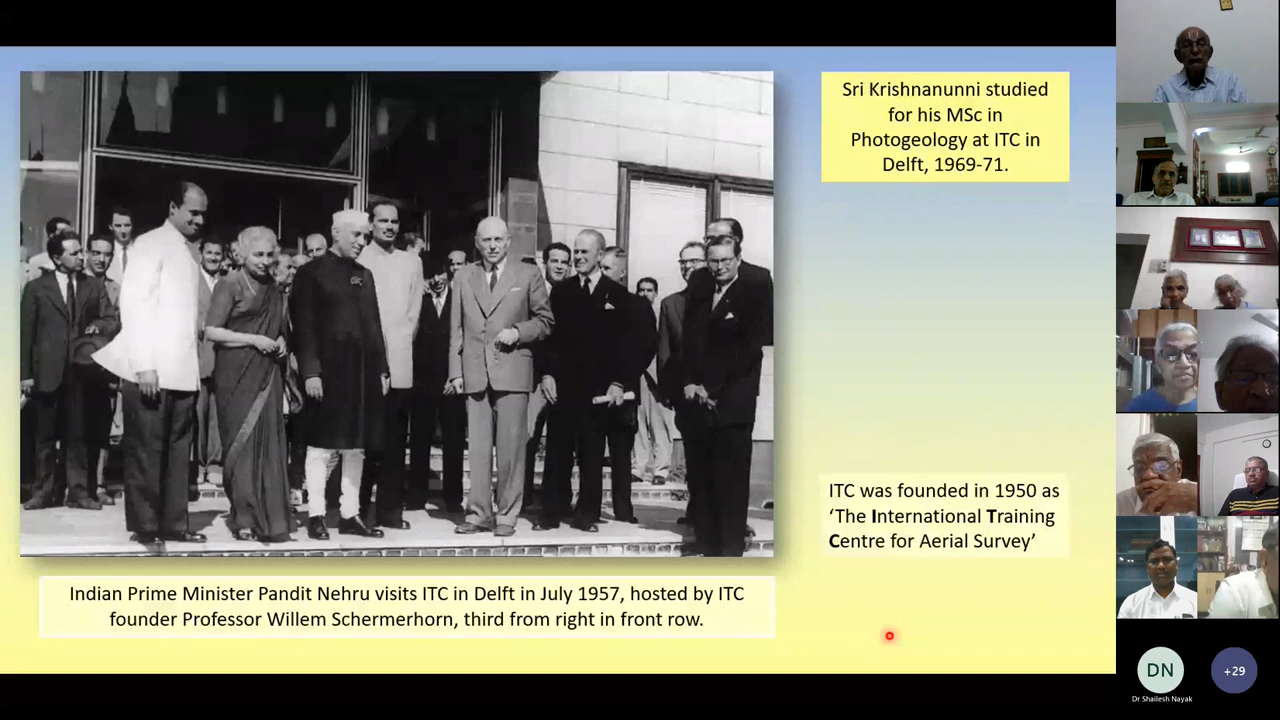 Sri Krishnanunni studied
for his MSc in
Photogeology at ITC in
Delft, 1969-71.
ITC was founded in 1950 as
‘The International Training
Centre for Aerial Survey’
Indian Prime Minister Pandit Nehru visits ITC in Delft in July 1957, hosted by ITC
founder Professor Willem Schermerhorn, third from right in front row.
DN
+29
Dr Shailesh Nayak